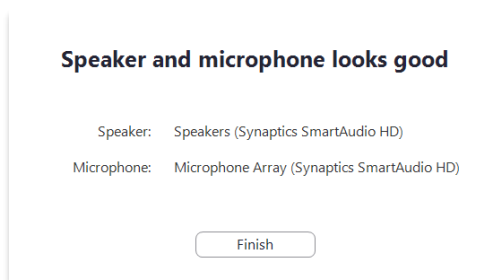 Speaker and microphone looks good
Speaker: Speakers (Synaptics SmartAudio HD)
Microphone: Microphone Array (Synaptics SmartAudio HD)
Finish